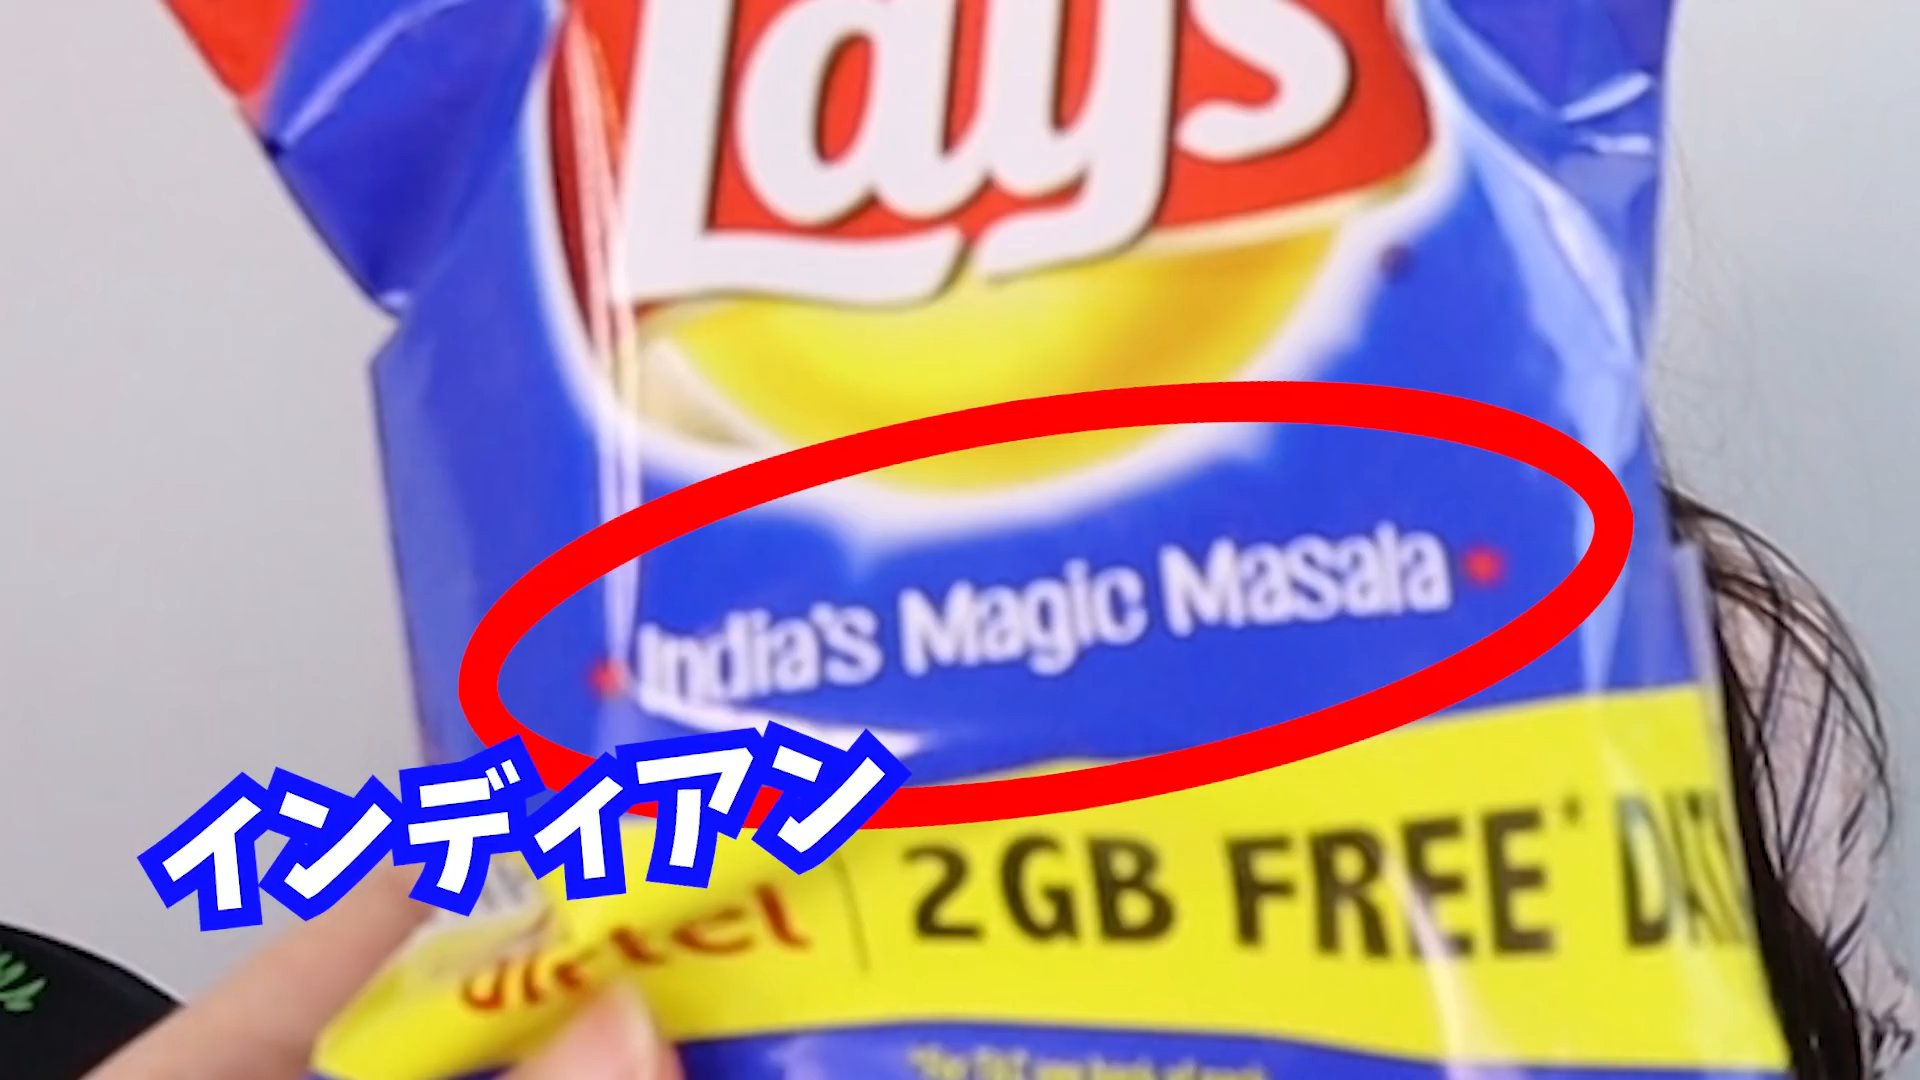 Lay's
India's Magic Masala
インディアン
airtel
2GB FREE*